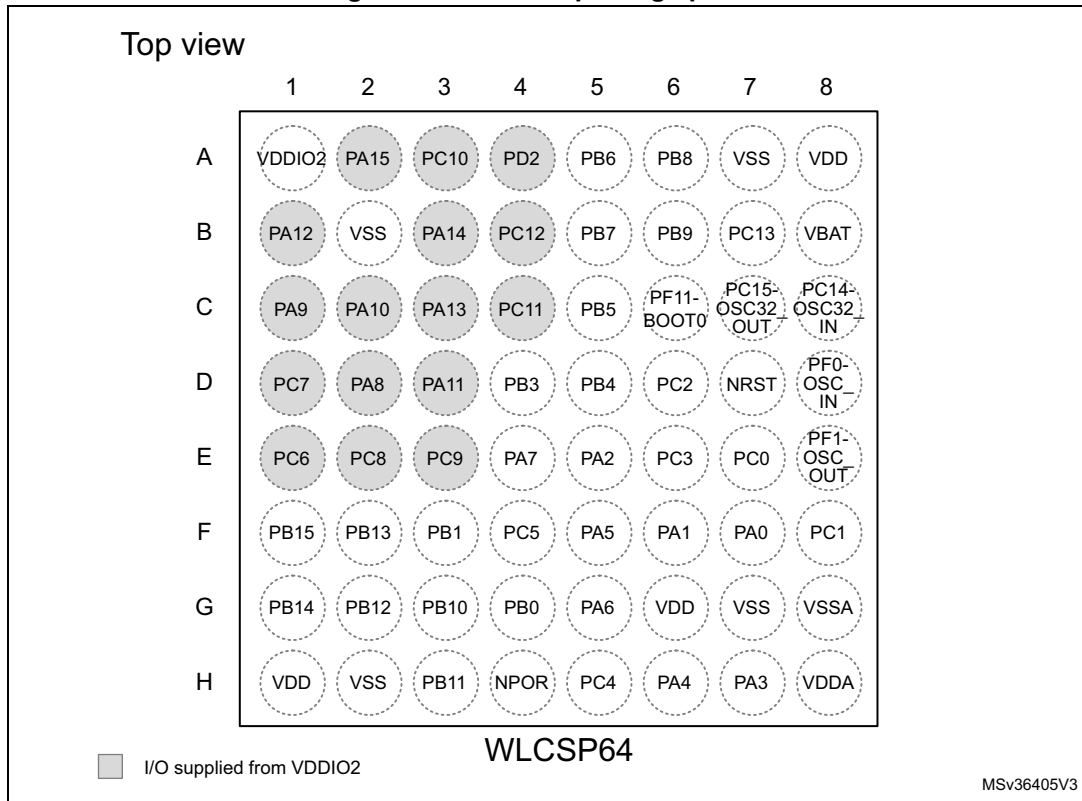 Top view
1 2 3 4 5 6 7 8
A VDDIO2 PA15 PC10 PD2 PB6 PB8 VSS VDD
B PA12 VSS PA14 PC12 PB7 PB9 PC13 VBAT
C PA9 PA10 PA13 PC11 PB5 PF11-BOOT0 PC15-OSC32_OUT PC14-OSC32_IN
D PC7 PA8 PA11 PB3 PB4 PC2 NRST PF0-OSC_IN
E PC6 PC8 PC9 PA7 PA2 PC3 PC0 PF1-OSC_OUT
F PB15 PB13 PB1 PC5 PA5 PA1 PA0 PC1
G PB14 PB12 PB10 PB0 PA6 VDD VSS VSSA
H VDD VSS PB11 NPOR PC4 PA4 PA3 VDDA
WLCSP64
I/O supplied from VDDIO2
MSv36405V3